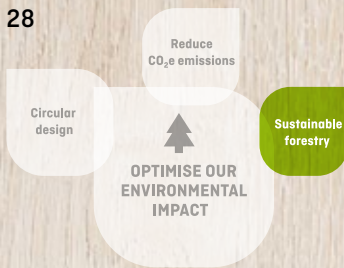 28
Reduce
CO₂e emissions
Circular
design
Sustainable
forestry
OPTIMISE OUR
ENVIRONMENTAL
IMPACT